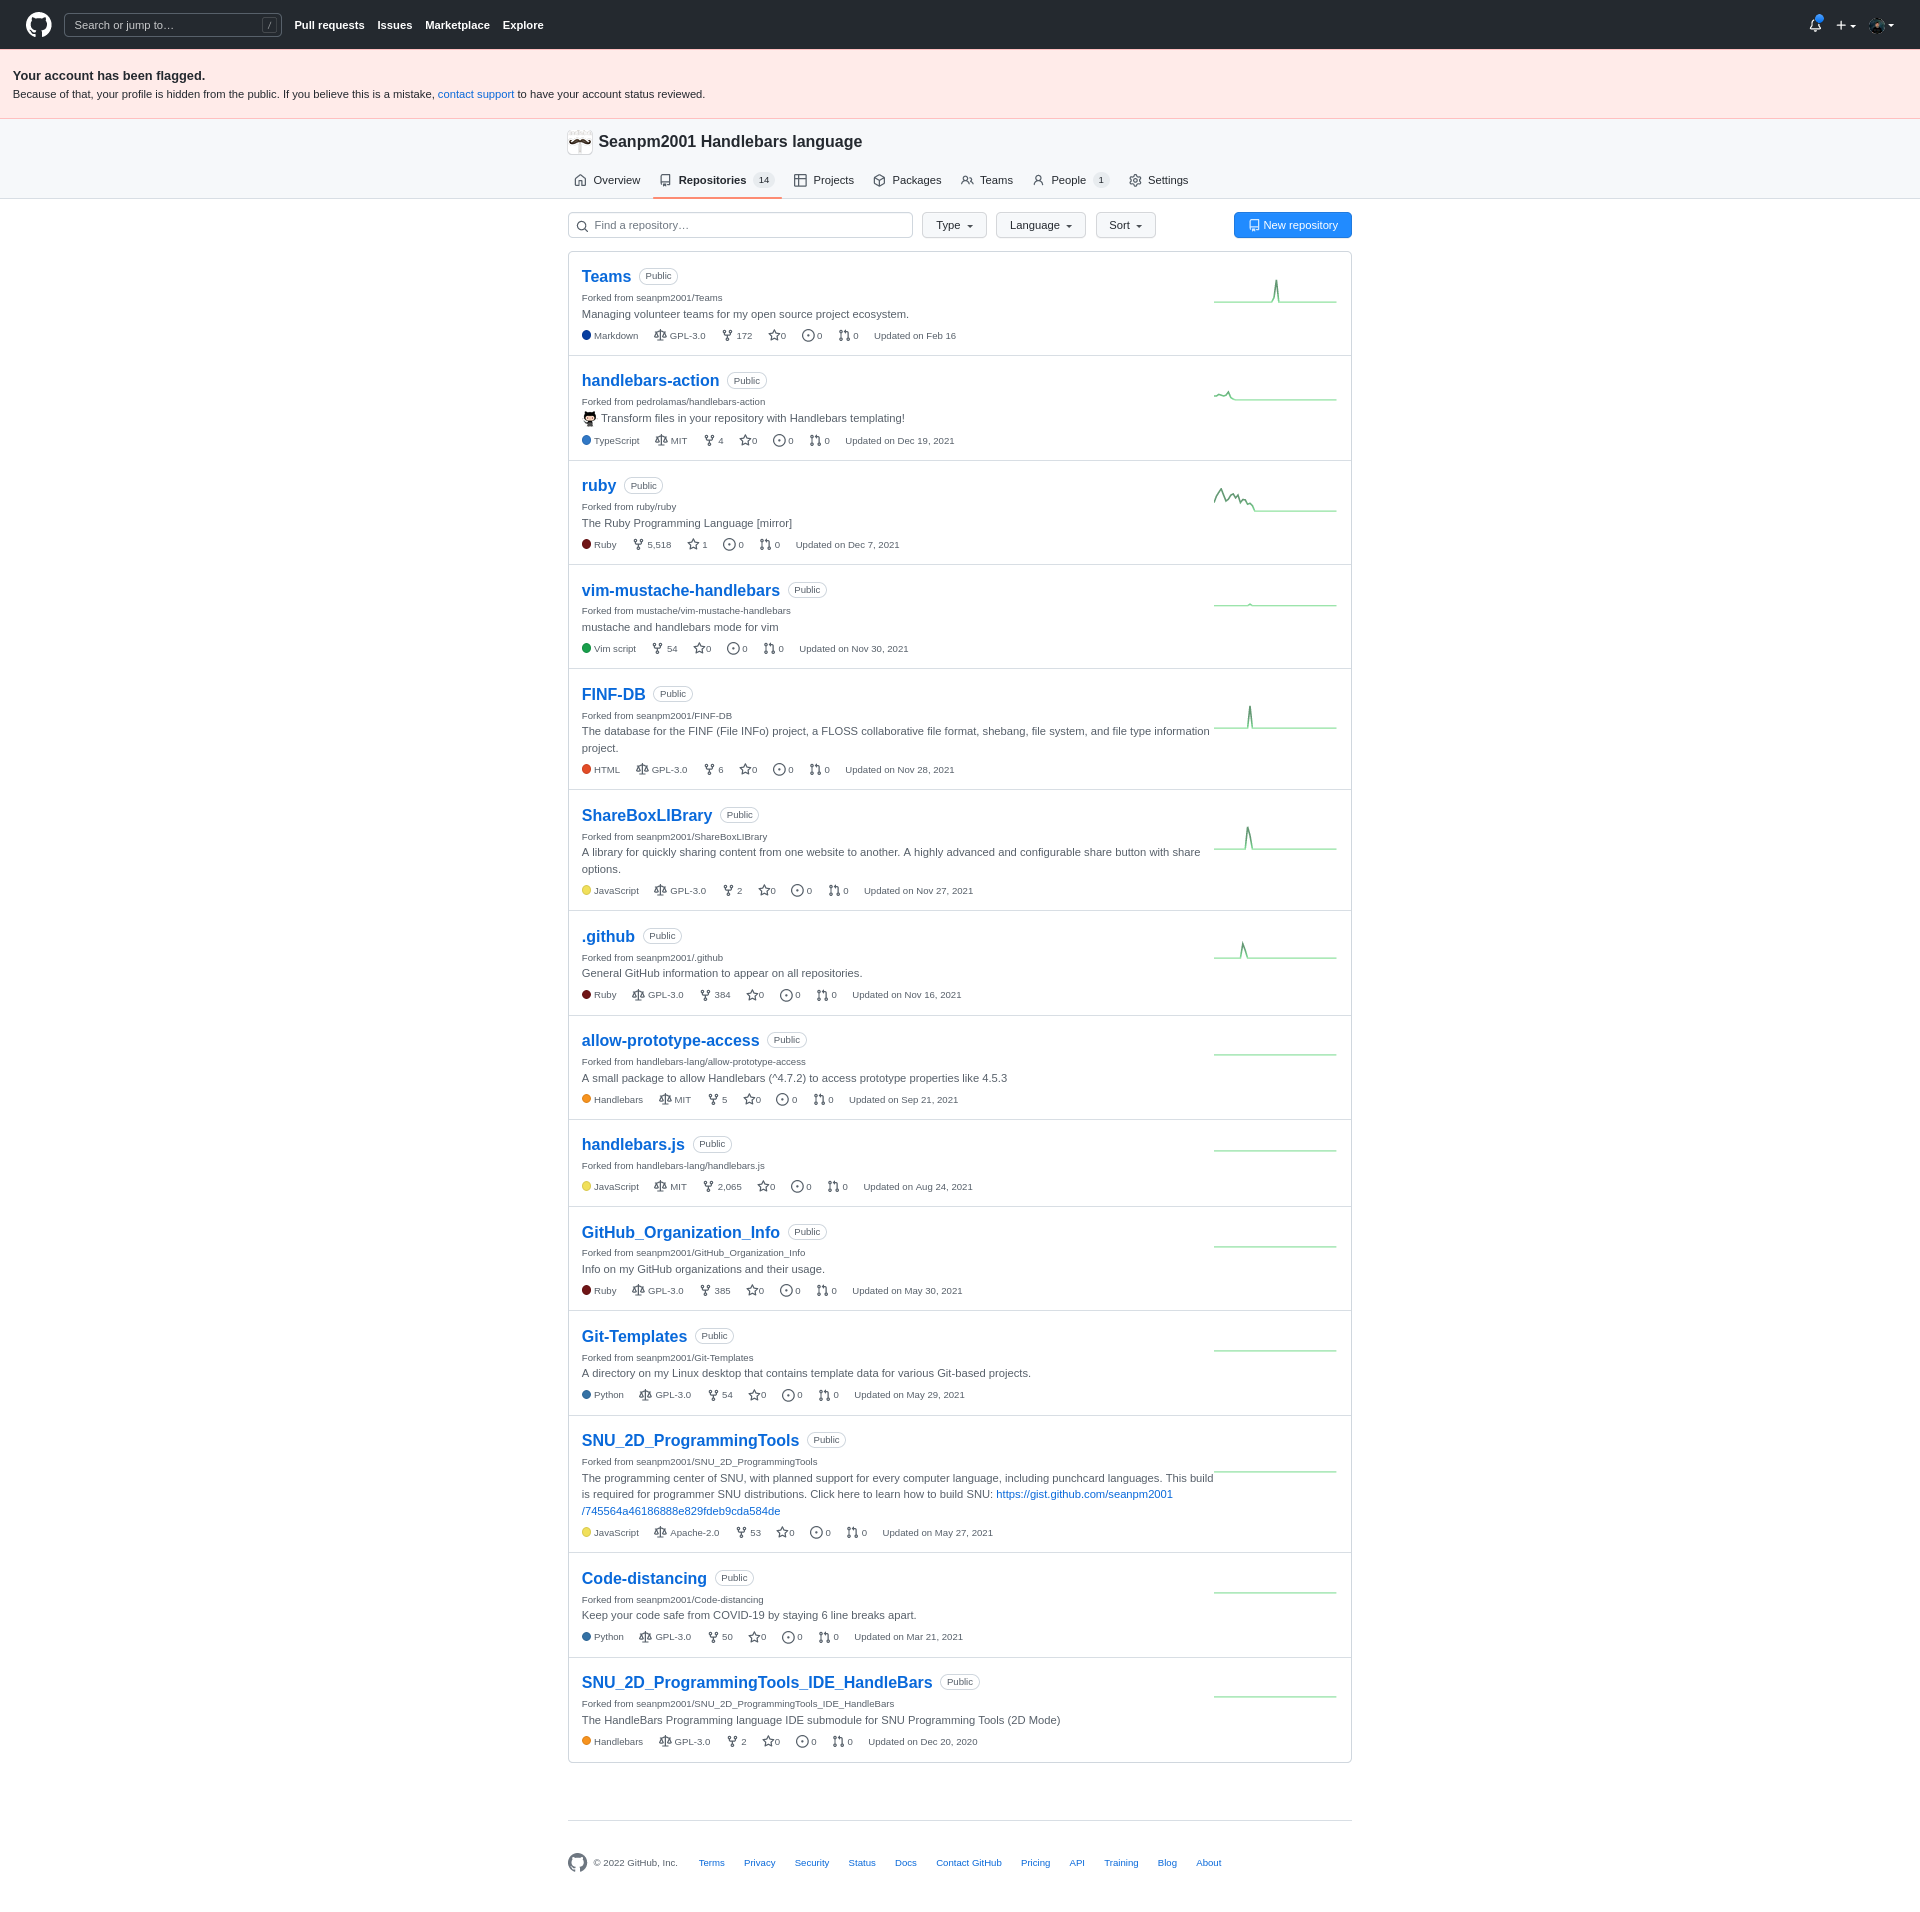 Search or jump to… /
Pull requests Issues Marketplace Explore
Your account has been flagged.
Because of that, your profile is hidden from the public. If you believe this is a mistake, contact support to have your account status reviewed.
Seanpm2001 Handlebars language
Overview Repositories 14 Projects Packages Teams People 1 Settings
Find a repository… Type Language Sort New repository
Teams Public
Forked from seanpm2001/Teams
Managing volunteer teams for my open source project ecosystem.
Markdown GPL-3.0 172 0 0 0 Updated on Feb 16
handlebars-action Public
Forked from pedrolamas/handlebars-action
Transform files in your repository with Handlebars templating!
TypeScript MIT 4 0 0 0 Updated on Dec 19, 2021
ruby Public
Forked from ruby/ruby
The Ruby Programming Language [mirror]
Ruby 5,518 1 0 0 Updated on Dec 7, 2021
vim-mustache-handlebars Public
Forked from mustache/vim-mustache-handlebars
mustache and handlebars mode for vim
Vim script 54 0 0 0 Updated on Nov 30, 2021
FINF-DB Public
Forked from seanpm2001/FINF-DB
The database for the FINF (File INFo) project, a FLOSS collaborative file format, shebang, file system, and file type information
project.
HTML GPL-3.0 6 0 0 0 Updated on Nov 28, 2021
ShareBoxLIBrary Public
Forked from seanpm2001/ShareBoxLIBrary
A library for quickly sharing content from one website to another. A highly advanced and configurable share button with share
options.
JavaScript GPL-3.0 2 0 0 0 Updated on Nov 27, 2021
.github Public
Forked from seanpm2001/.github
General GitHub information to appear on all repositories.
Ruby GPL-3.0 384 0 0 0 Updated on Nov 16, 2021
allow-prototype-access Public
Forked from handlebars-lang/allow-prototype-access
A small package to allow Handlebars (^4.7.2) to access prototype properties like 4.5.3
Handlebars MIT 5 0 0 0 Updated on Sep 21, 2021
handlebars.js Public
Forked from handlebars-lang/handlebars.js
JavaScript MIT 2,065 0 0 0 Updated on Aug 24, 2021
GitHub_Organization_Info Public
Forked from seanpm2001/GitHub_Organization_Info
Info on my GitHub organizations and their usage.
Ruby GPL-3.0 385 0 0 0 Updated on May 30, 2021
Git-Templates Public
Forked from seanpm2001/Git-Templates
A directory on my Linux desktop that contains template data for various Git-based projects.
Python GPL-3.0 54 0 0 0 Updated on May 29, 2021
SNU_2D_ProgrammingTools Public
Forked from seanpm2001/SNU_2D_ProgrammingTools
The programming center of SNU, with planned support for every computer language, including punchcard languages. This build
is required for programmer SNU distributions. Click here to learn how to build SNU: https://gist.github.com/seanpm2001
/745564a46186888e829fdeb9cda584de
JavaScript Apache-2.0 53 0 0 0 Updated on May 27, 2021
Code-distancing Public
Forked from seanpm2001/Code-distancing
Keep your code safe from COVID-19 by staying 6 line breaks apart.
Python GPL-3.0 50 0 0 0 Updated on Mar 21, 2021
SNU_2D_ProgrammingTools_IDE_HandleBars Public
Forked from seanpm2001/SNU_2D_ProgrammingTools_IDE_HandleBars
The HandleBars Programming language IDE submodule for SNU Programming Tools (2D Mode)
Handlebars GPL-3.0 2 0 0 0 Updated on Dec 20, 2020
© 2022 GitHub, Inc. Terms Privacy Security Status Docs Contact GitHub Pricing API Training Blog About